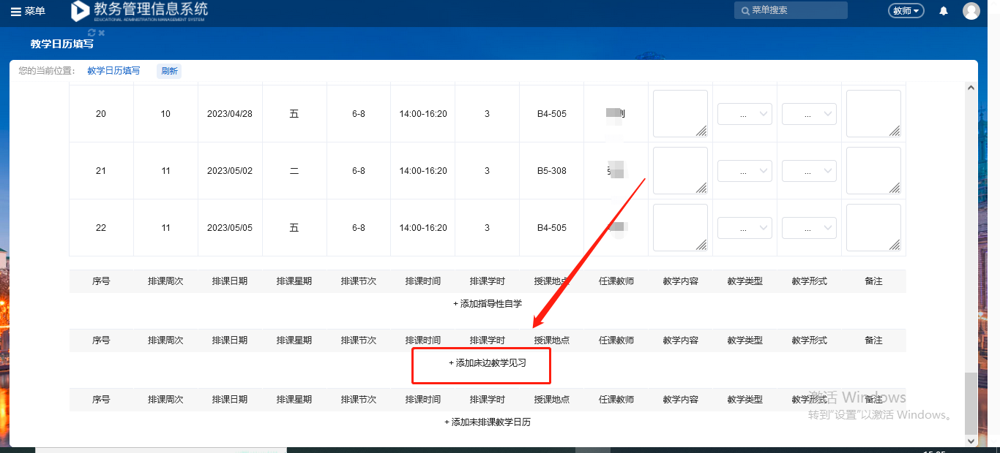 菜单 教务管理信息系统 菜单搜索 教师
EDUCATIONAL ADMINISTRATION MANAGEMENT SYSTEM
教学日历填写
您的当前位置： 教学日历填写 刷新
20 10 2023/04/28 五 6-8 14:00-16:20 3 B4-505 ... ...
21 11 2023/05/02 二 6-8 14:00-16:20 3 B5-308 ... ...
22 11 2023/05/05 五 6-8 14:00-16:20 3 B4-505 ... ...
序号 排课周次 排课日期 排课星期 排课节次 排课时间 排课学时 授课地点 任课教师 教学内容 教学类型 教学形式 备注
+ 添加指导性自学
序号 排课周次 排课日期 排课星期 排课节次 排课时间 排课学时 授课地点 任课教师 教学内容 教学类型 教学形式 备注
+ 添加床边教学见习
序号 排课周次 排课日期 排课星期 排课节次 排课时间 排课学时 授课地点 任课教师 教学内容 教学类型 教学形式 备注
激活 Windows
转到"设置"以激活 Windows。
+ 添加未排课教学日历